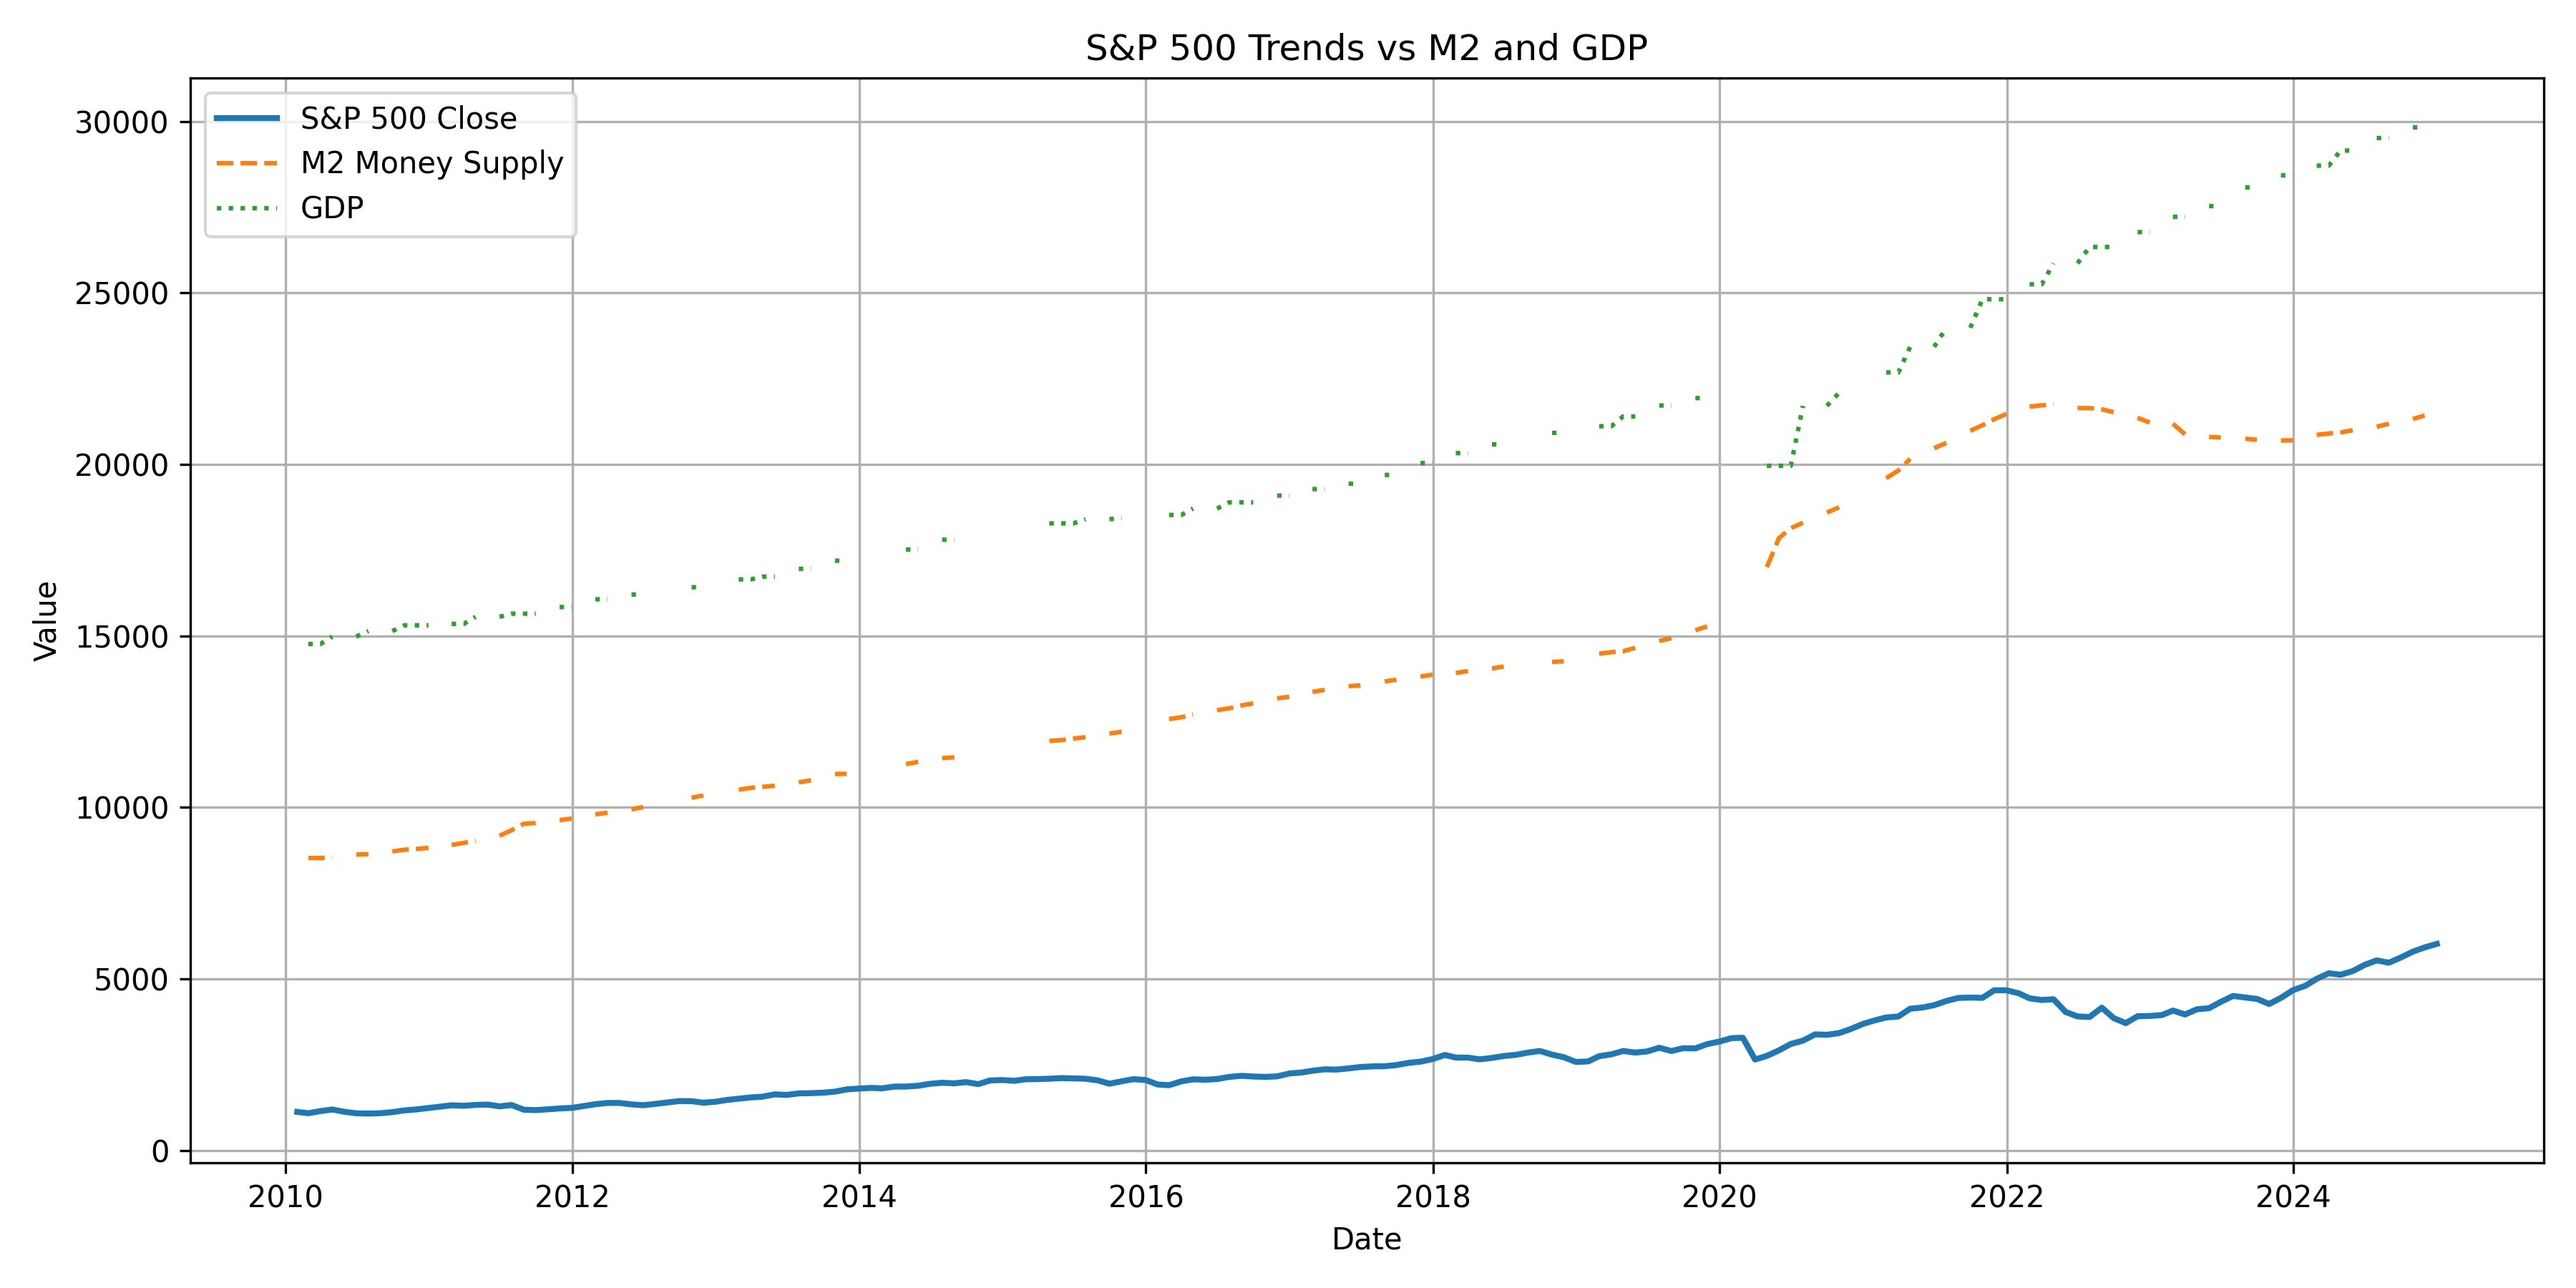 S&P 500 Trends vs M2 and GDP
S&P 500 Close
M2 Money Supply
GDP
30000
25000
20000
15000
10000
5000
0
Value
2010 2012 2014 2016 2018 2020 2022 2024
Date